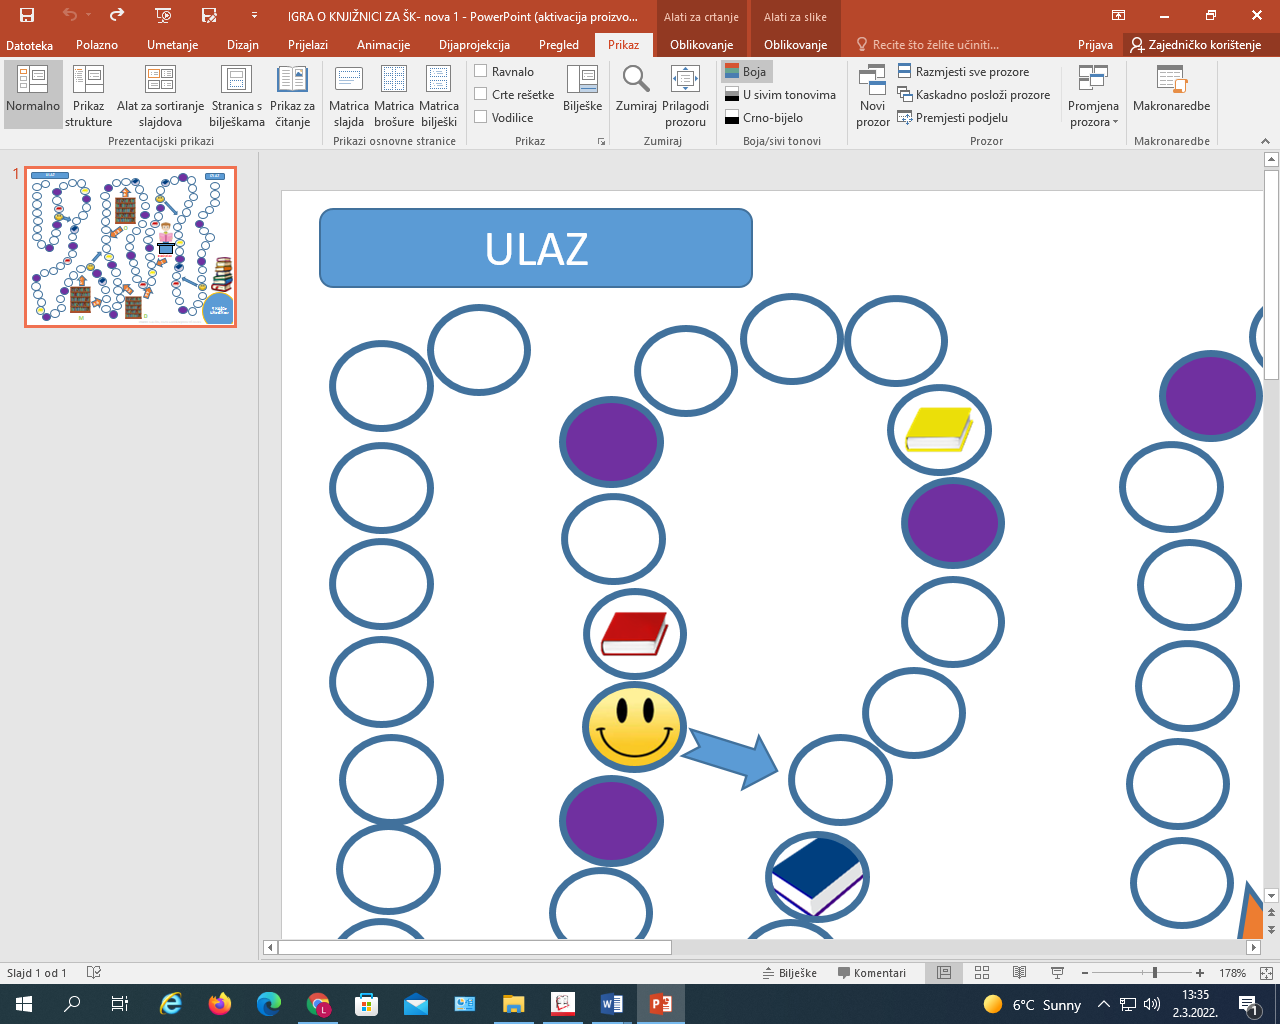 IGRA O KNJIŽNICI ZA ŠK- nova 1 - PowerPoint (aktivacija proizvo...
Alati za crtanje
Alati za slike
Datoteka
Polazno
Umetanje
Dizajn
Prijelazi
Animacije
Dijaprojekcija
Pregled
Prikaz
Oblikovanje
Oblikovanje
Recite što želite učiniti...
Prijava
Zajedničko korištenje
Normalno
Prikaz
strukture
Alat za sortiranje
slajdova
Stranica s
bilješkama
Prikaz za
čitanje
Prezentacijski prikazi
Matrica
slajda
Matrica
brošure
Matrica
bilješki
Prikazi osnovne stranice
Ravnalo
Crte rešetke
Vodilice
Bilješke
Prikaz
Zumiraj
Prilagodi
prozoru
Zumiraj
Boja
U sivim tonovima
Crno-bijelo
Boja/sivi tonovi
Novi
prozor
Razmjesti sve prozore
Kaskadno posloži prozore
Premjesti podjelu
Promjena
prozora
Prozor
Makronaredbe
Makronaredbe
1
ULAZ
Slajd 1 od 1
Bilješke
Komentari
178%
6°C Sunny
13:35
2.3.2022.
1